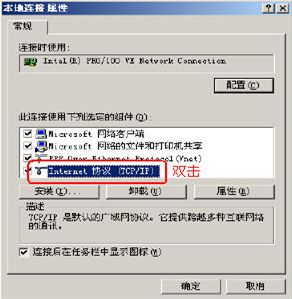 本地连接 属性
常规
连接时使用:
Intel(R) PRO/100 VE Network Connection
配置(C)
此连接使用下列选定的组件(O):
Microsoft 网络客户端
Microsoft 网络的文件和打印机共享
PPP Over Ethernet Protocol(Vnet)
Internet 协议 (TCP/IP)
双击
安装(I)...
卸载(U)
属性(R)
描述
TCP/IP 是默认的广域网协议。它提供跨越多种互联网络
的通讯。
连接后在任务栏中显示图标(W)
确定
取消